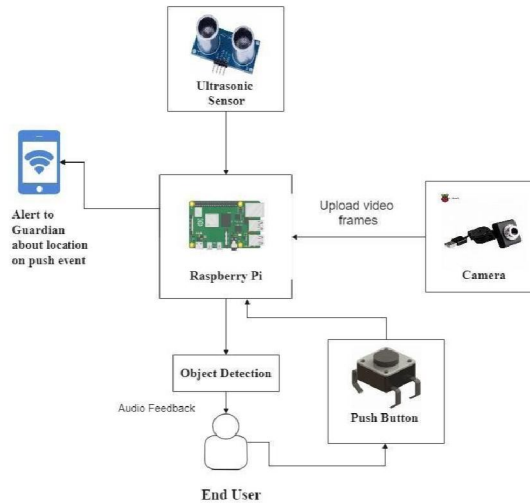 Ultrasonic
Sensor
Alert to
Guardian
about location
on push event
Raspberry Pi
Upload video
frames
Camera
Object Detection
Push Button
Audio Feedback
End User